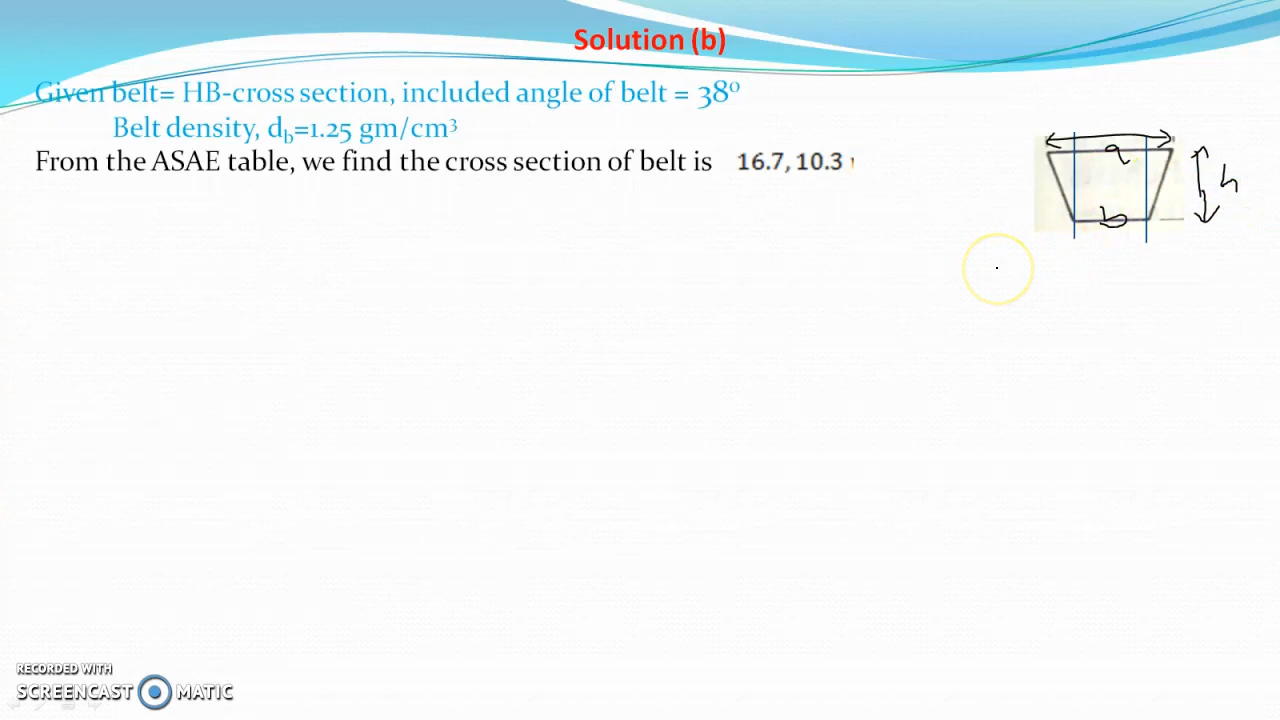 Solution (b)
Given belt= HB-cross section, included angle of belt = 38⁰
Belt density, d_b=1.25 gm/cm³
From the ASAE table, we find the cross section of belt is 16.7, 10.3
a
h
b
RECORDED WITH
SCREENCAST MATIC